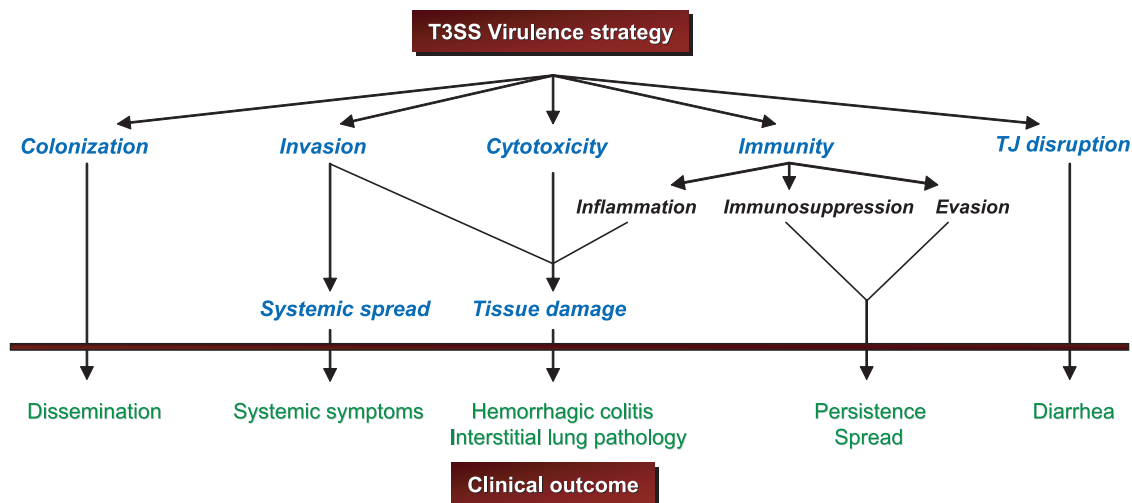 T3SS Virulence strategy
Colonization
Invasion
Cytotoxicity
Immunity
TJ disruption
Inflammation
Immunosuppression
Evasion
Systemic spread
Tissue damage
Dissemination
Systemic symptoms
Hemorrhagic colitis
Interstitial lung pathology
Persistence
Spread
Diarrhea
Clinical outcome